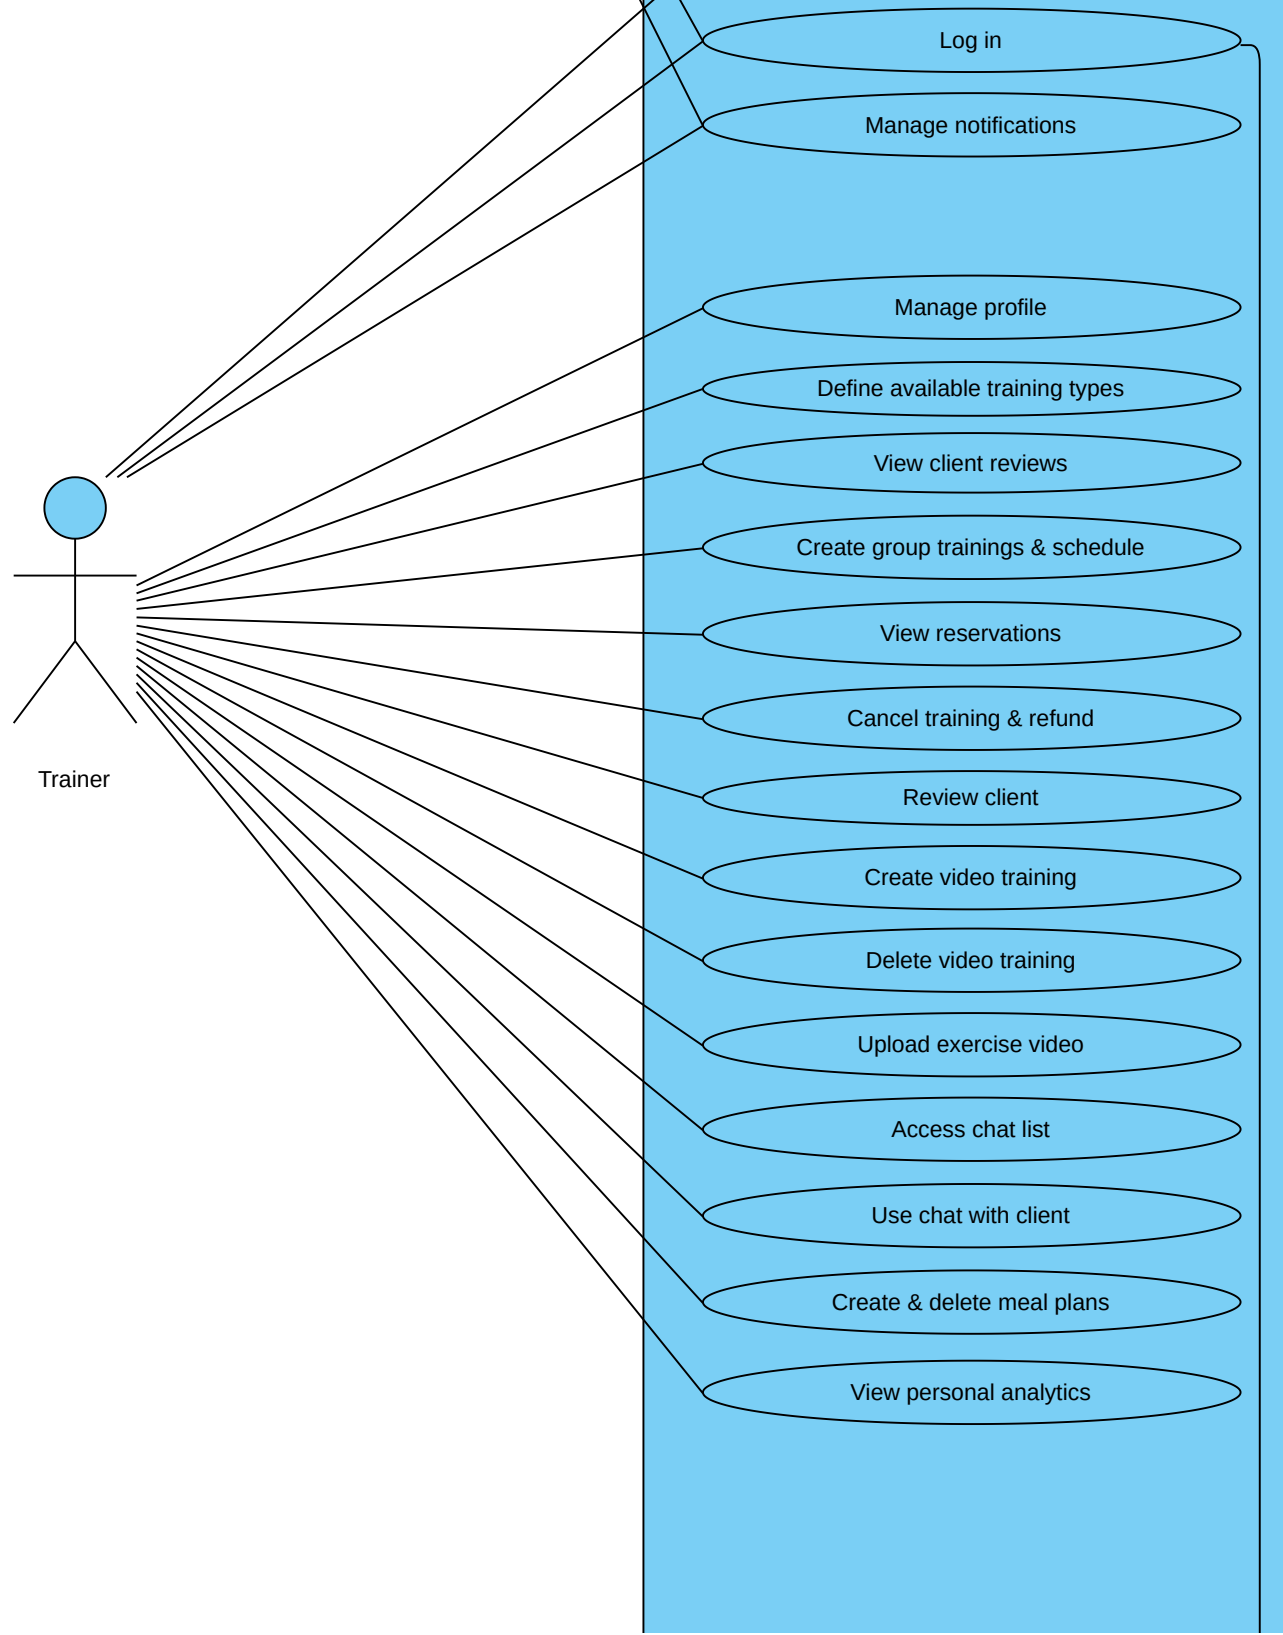 Log in
Manage notifications
Manage profile
Define available training types
View client reviews
Create group trainings & schedule
View reservations
Cancel training & refund
Trainer
Review client
Create video training
Delete video training
Upload exercise video
Access chat list
Use chat with client
Create & delete meal plans
View personal analytics